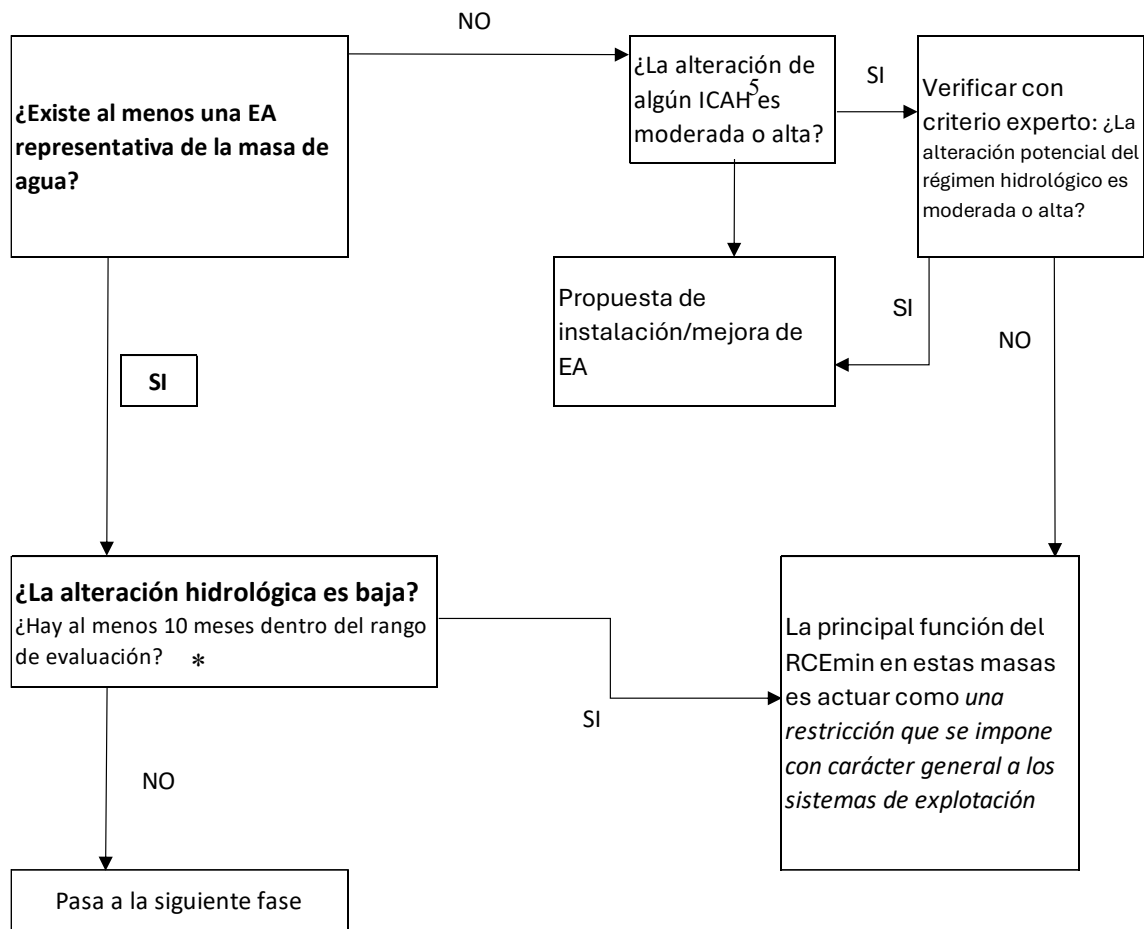 NO
¿Existe al menos una EA
representativa de la masa de
agua?
¿La alteración de
algún ICAH5 es
moderada o alta?
SI
Verificar con
criterio experto: ¿La
alteración potencial del
régimen hidrológico es
moderada o alta?
Propuesta de
instalación/mejora de
EA
SI
NO
SI
¿La alteración hidrológica es baja?
¿Hay al menos 10 meses dentro del rango
de evaluación? *
SI
La principal función del
RCEmin en estas masas
es actuar como una
restricción que se impone
con carácter general a los
sistemas de explotación
NO
Pasa a la siguiente fase